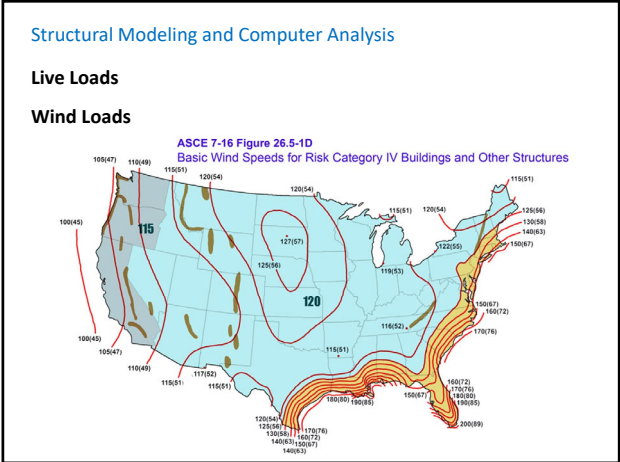 Structural Modeling and Computer Analysis
Live Loads
Wind Loads
ASCE 7-16 Figure 26.5-1D
Basic Wind Speeds for Risk Category IV Buildings and Other Structures
105(47) 110(49) 115(51) 120(54) 120(54) 115(51)
115(51) 120(54) 125(56)
130(58)
140(63)
150(67)
100(45) 115 127(57) 122(55)
125(56) 119(53)
120
116(52) 150(67)
160(72)
170(76)
100(45) 115(51)
105(47)
110(49) 117(52)
115(51) 115(51)
160(72)
170(76)
180(80)
190(85)
180(80) 190(85) 150(67)
200(89)
120(54)
125(56) 170(76)
130(58) 160(72)
140(63) 150(67)
140(63)